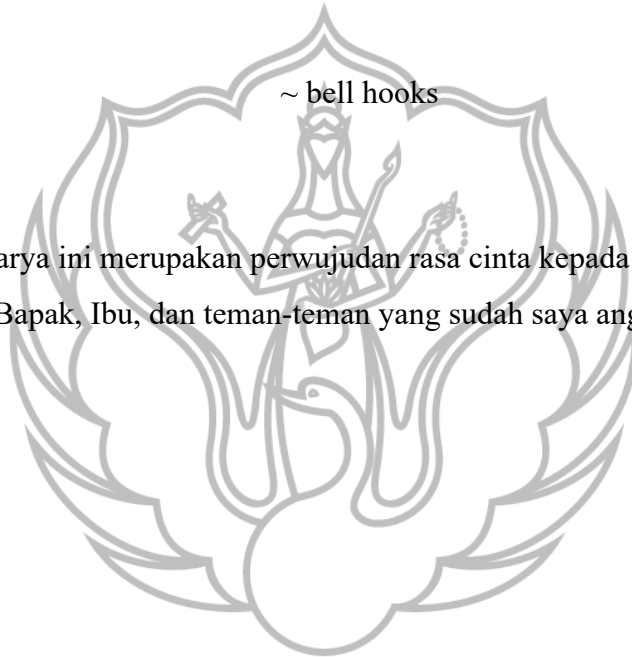 ~ bell hooks
arya ini merupakan perwujudan rasa cinta kepada
Bapak, Ibu, dan teman-teman yang sudah saya ang